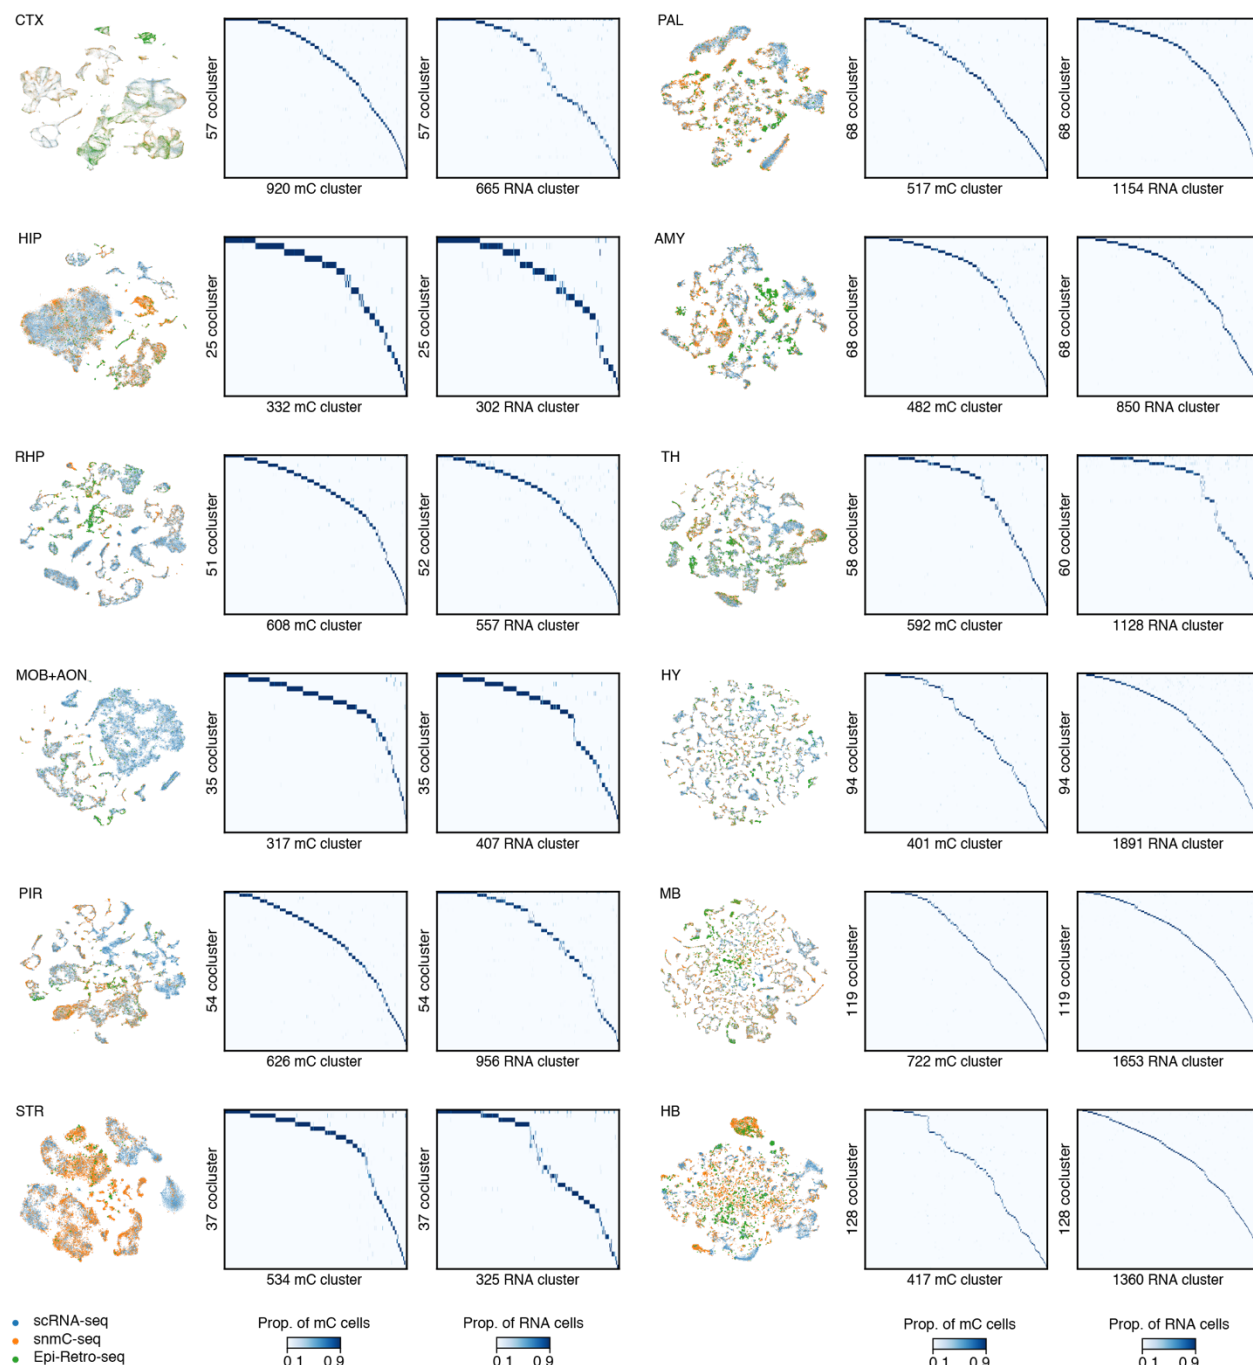 CTX
57 cocluster
920 mC cluster
57 cocluster
665 RNA cluster
PAL
68 cocluster
517 mC cluster
68 cocluster
1154 RNA cluster
HIP
25 cocluster
332 mC cluster
25 cocluster
302 RNA cluster
AMY
68 cocluster
482 mC cluster
68 cocluster
850 RNA cluster
RHP
51 cocluster
608 mC cluster
52 cocluster
557 RNA cluster
TH
58 cocluster
592 mC cluster
60 cocluster
1128 RNA cluster
MOB+AON
35 cocluster
317 mC cluster
35 cocluster
407 RNA cluster
HY
94 cocluster
401 mC cluster
94 cocluster
1891 RNA cluster
PIR
54 cocluster
626 mC cluster
54 cocluster
956 RNA cluster
MB
119 cocluster
722 mC cluster
119 cocluster
1653 RNA cluster
STR
37 cocluster
534 mC cluster
37 cocluster
325 RNA cluster
HB
128 cocluster
417 mC cluster
128 cocluster
1360 RNA cluster
scRNA-seq
snmC-seq
Epi-Retro-seq
Prop. of mC cells
0.1 0.9
Prop. of RNA cells
0.1 0.9
Prop. of mC cells
0.1 0.9
Prop. of RNA cells
0.1 0.9